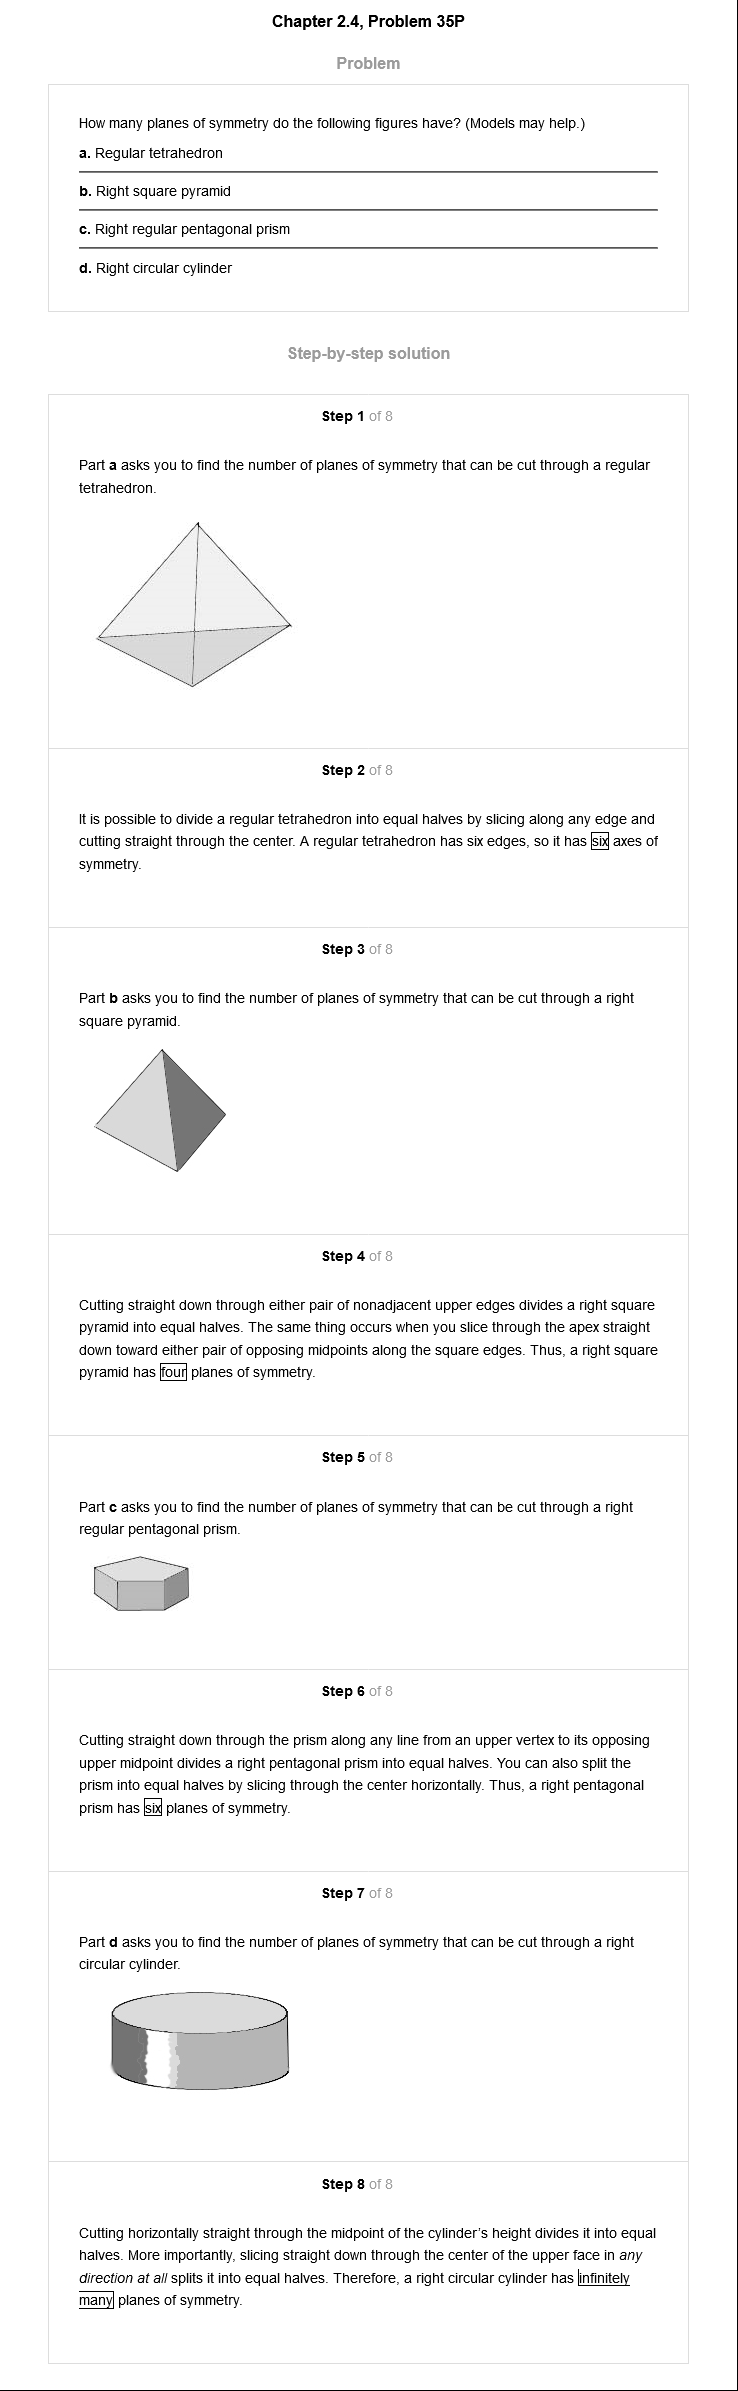 Chapter 2.4, Problem 35P
Problem
How many planes of symmetry do the following figures have? (Models may help.)
a. Regular tetrahedron
b. Right square pyramid
c. Right regular pentagonal prism
d. Right circular cylinder
Step-by-step solution
Step 1 of 8
Part a asks you to find the number of planes of symmetry that can be cut through a regular
tetrahedron.
Step 2 of 8
It is possible to divide a regular tetrahedron into equal halves by slicing along any edge and
cutting straight through the center. A regular tetrahedron has six edges, so it has six axes of
symmetry.
Step 3 of 8
Part b asks you to find the number of planes of symmetry that can be cut through a right
square pyramid.
Step 4 of 8
Cutting straight down through either pair of nonadjacent upper edges divides a right square
pyramid into equal halves. The same thing occurs when you slice through the apex straight
down toward either pair of opposing midpoints along the square edges. Thus, a right square
pyramid has four planes of symmetry.
Step 5 of 8
Part c asks you to find the number of planes of symmetry that can be cut through a right
regular pentagonal prism.
Step 6 of 8
Cutting straight down through the prism along any line from an upper vertex to its opposing
upper midpoint divides a right pentagonal prism into equal halves. You can also split the
prism into equal halves by slicing through the center horizontally. Thus, a right pentagonal
prism has six planes of symmetry.
Step 7 of 8
Part d asks you to find the number of planes of symmetry that can be cut through a right
circular cylinder.
Step 8 of 8
Cutting horizontally straight through the midpoint of the cylinder's height divides it into equal
halves. More importantly, slicing straight down through the center of the upper face in any
direction at all splits it into equal halves. Therefore, a right circular cylinder has infinitely
many planes of symmetry.